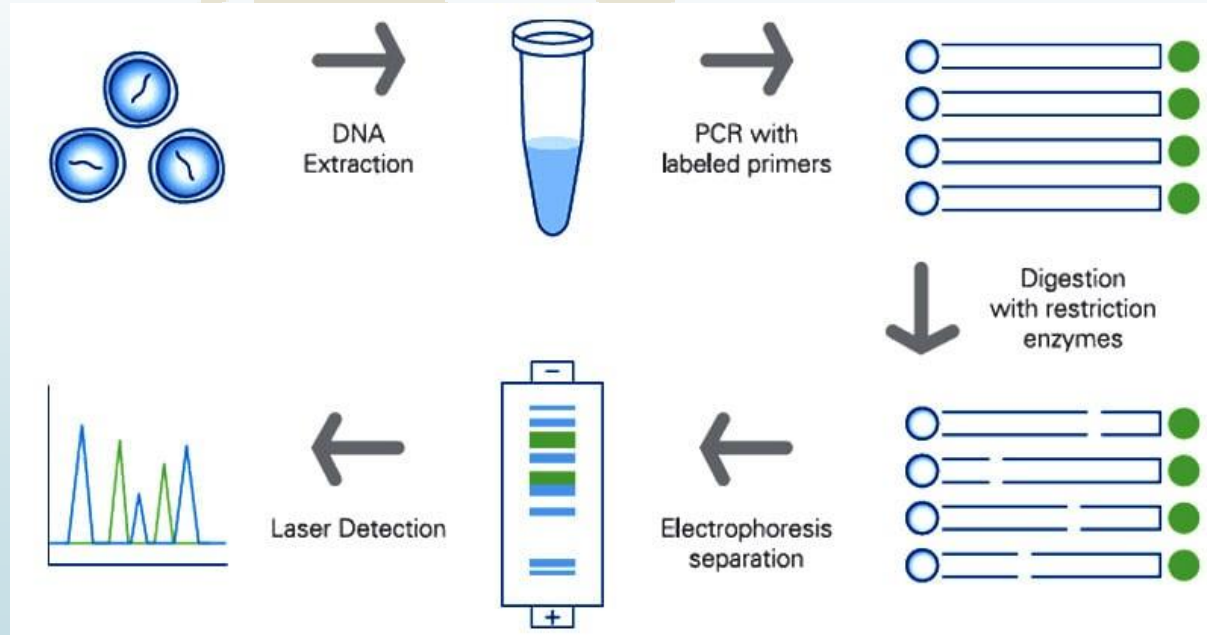 DNA
Extraction
PCR with
labeled primers
Digestion
with restriction
enzymes
Electrophoresis
separation
Laser Detection
−
+